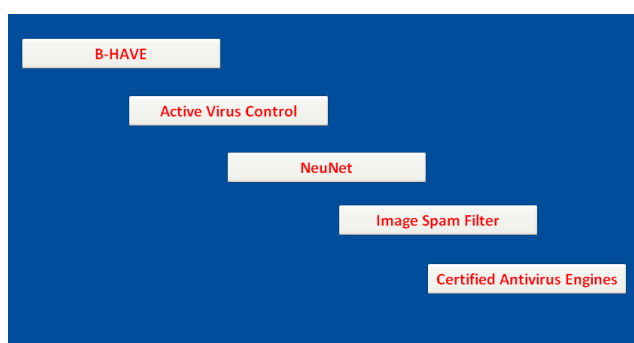 B-HAVE
Active Virus Control
NeuNet
Image Spam Filter
Certified Antivirus Engines